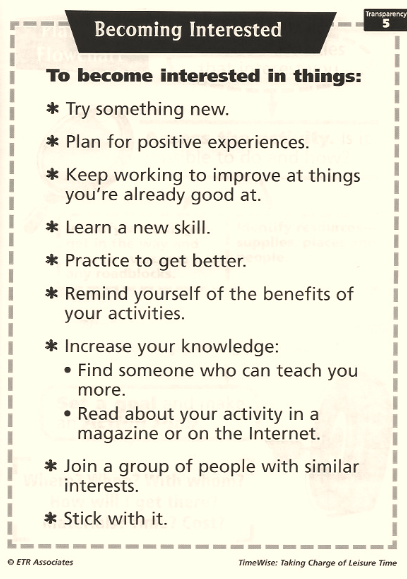 Transparency
5
Becoming Interested
To become interested in things:
✱ Try something new.
✱ Plan for positive experiences.
✱ Keep working to improve at things
you're already good at.
✱ Learn a new skill.
✱ Practice to get better.
✱ Remind yourself of the benefits of
your activities.
✱ Increase your knowledge:
• Find someone who can teach you
more.
• Read about your activity in a
magazine or on the Internet.
✱ Join a group of people with similar
interests.
✱ Stick with it.
© ETR Associates
TimeWise: Taking Charge of Leisure Time